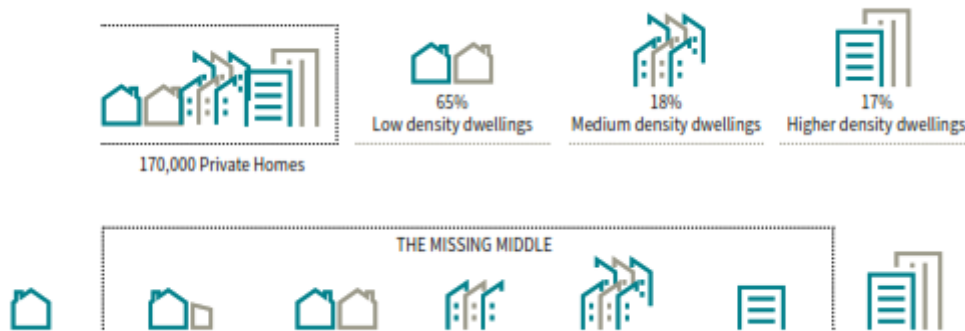 65%
Low density dwellings
18%
Medium density dwellings
17%
Higher density dwellings
170,000 Private Homes
THE MISSING MIDDLE